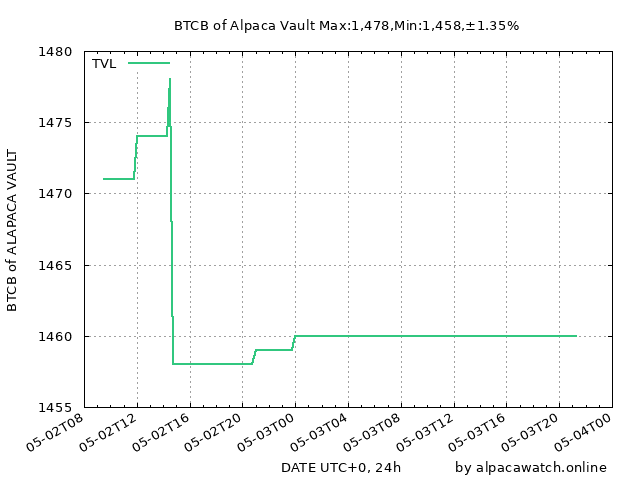 BTCB of Alpaca Vault Max:1,478,Min:1,458,±1.35%
TVL
BTCB of ALAPACA VAULT
1480
1475
1470
1465
1460
1455
05-02T08
05-02T12
05-02T16
05-02T20
05-03T00
05-03T04
05-03T08
05-03T12
05-03T16
05-03T20
05-04T00
DATE UTC+0, 24h
by alpacawatch.online